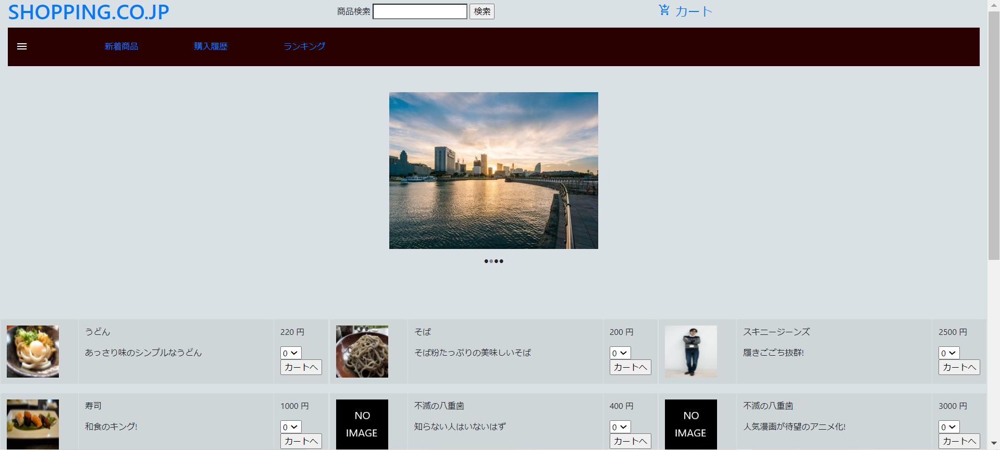 SHOPPING.CO.JP
商品検索 検索
カート
新着商品 購入履歴 ランキング
うどん
あっさり味のシンプルなうどん
220 円
0
カートへ
そば
そば粉たっぷりの美味しいそば
200 円
0
カートへ
スキニージーンズ
履きごごち抜群!
2500 円
0
カートへ
寿司
和食のキング!
1000 円
0
カートへ
NO
IMAGE
不滅の八重歯
知らない人はいないはず
400 円
0
カートへ
NO
IMAGE
不滅の八重歯
人気漫画が待望のアニメ化!
3000 円
0
カートへ